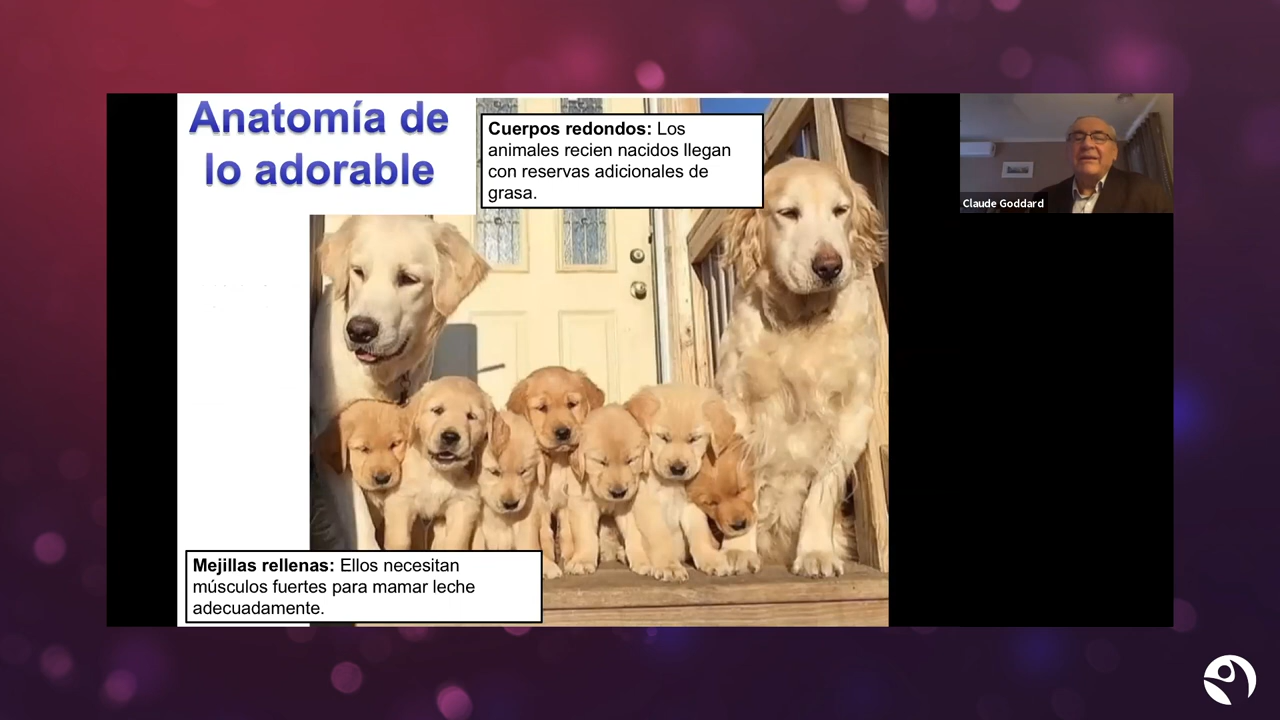 Anatomía de
lo adorable
Cuerpos redondos: Los
animales recien nacidos llegan
con reservas adicionales de
grasa.
Claude Goddard
Mejillas rellenas: Ellos necesitan
músculos fuertes para mamar leche
adecuadamente.